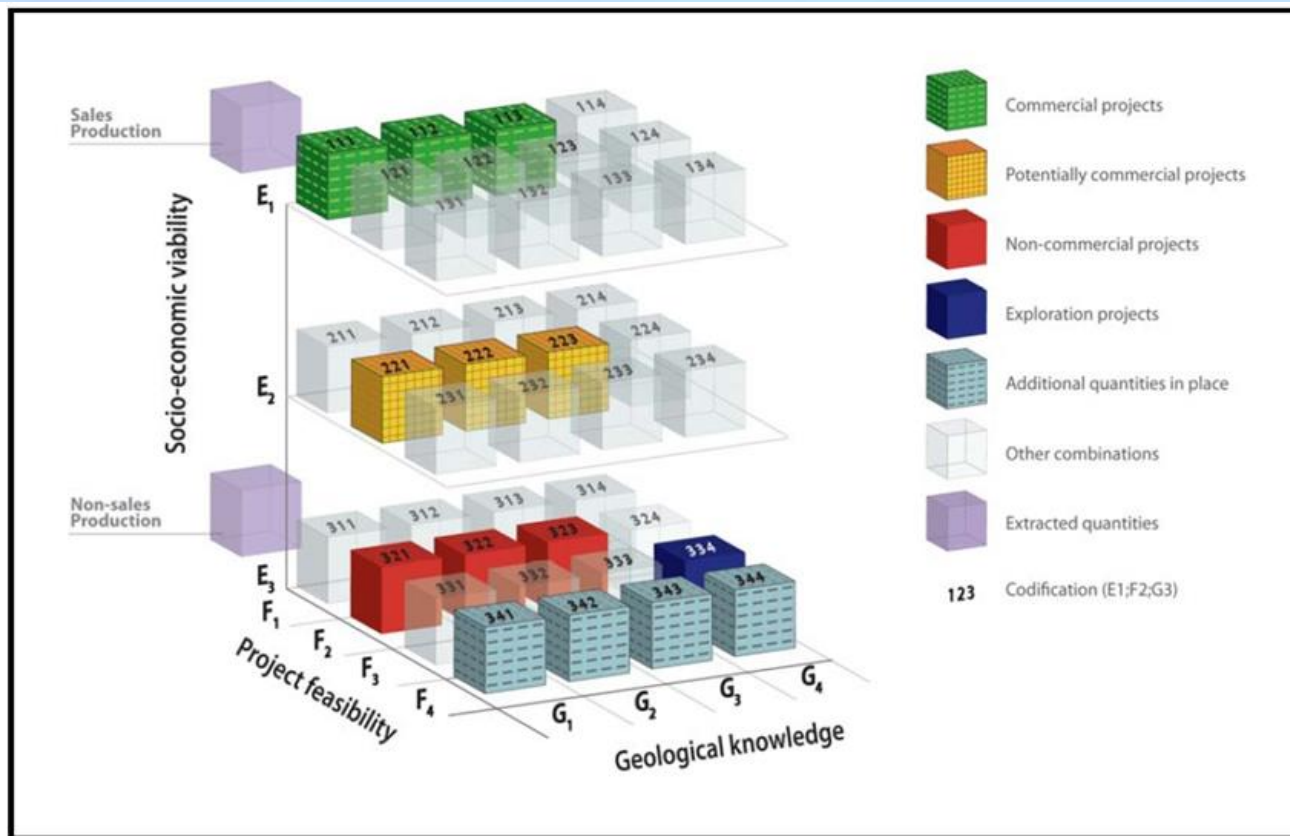 Sales
Production
Socio-economic viability
E1
111
112
113
114
121
122
123
124
131
132
133
134
E2
211
212
213
214
221
222
223
224
231
232
233
234
Non-sales
Production
E3
311
312
313
314
321
322
323
324
331
332
333
334
341
342
343
344
F1
F2
F3
F4
Project feasibility
G1
G2
G3
G4
Geological knowledge
Commercial projects
Potentially commercial projects
Non-commercial projects
Exploration projects
Additional quantities in place
Other combinations
Extracted quantities
123 Codification (E1;F2;G3)